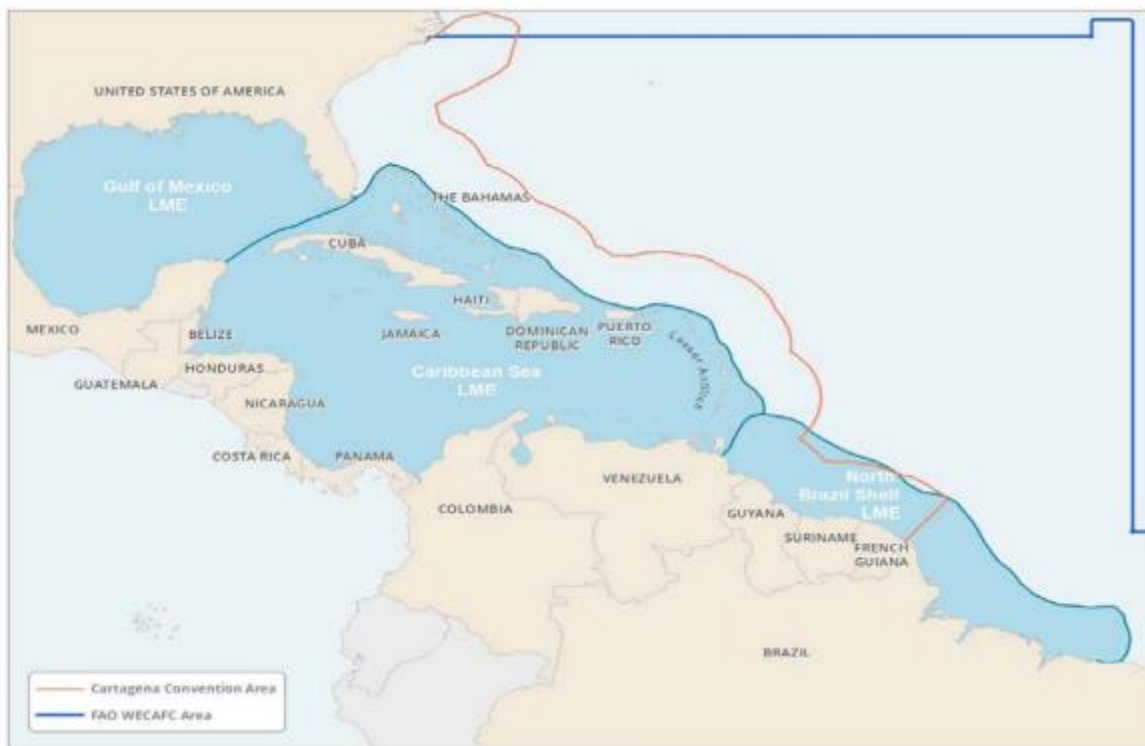 UNITED STATES OF AMERICA
Gulf of Mexico
LME
THE BAHAMAS
CUBA
HAITI
MEXICO
BELIZE
JAMAICA
DOMINICAN
REPUBLIC
PUERTO
RICO
Lesser Antilles
HONDURAS
GUATEMALA
Caribbean Sea
LME
NICARAGUA
COSTA RICA
PANAMA
VENEZUELA
North
Brazil Shelf
LME
COLOMBIA
GUYANA
SURINAME
FRENCH
GUIANA
BRAZIL
Cartagena Convention Area
FAO WECAFC Area